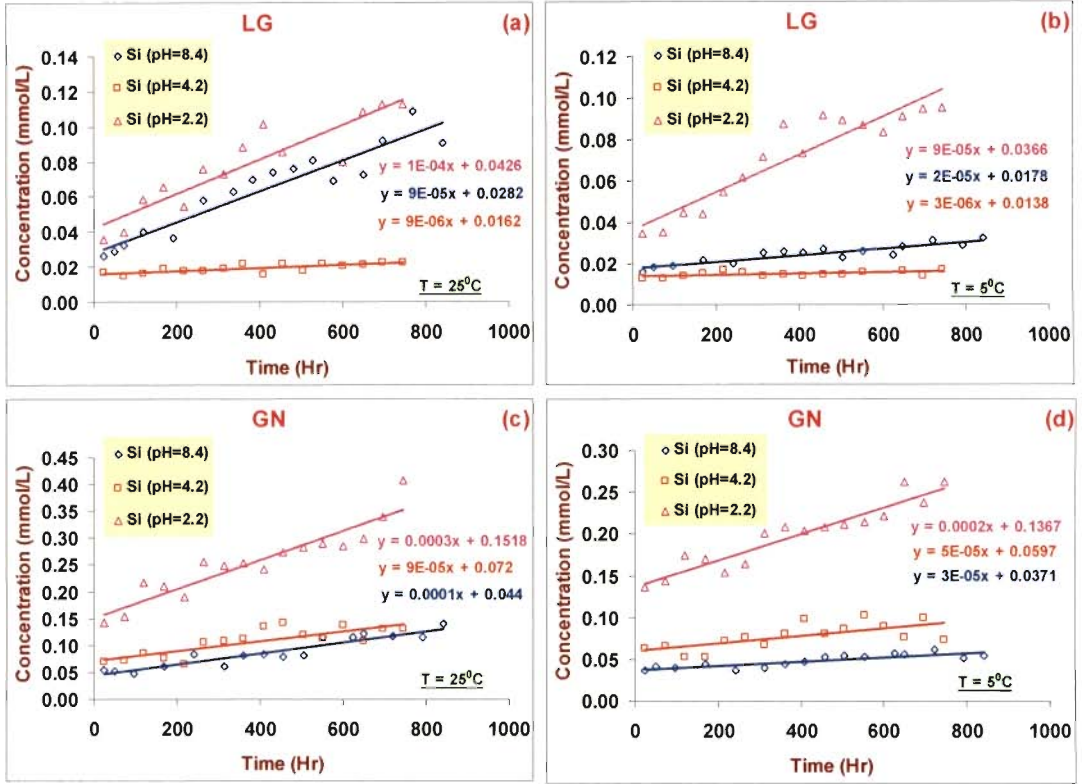 LG
(a)
Si (pH=8.4)
Si (pH=4.2)
Si (pH=2.2)
Concentration (mmol/L)
0.14
0.12
0.10
0.08
0.06
0.04
0.02
0.00
y = 1E-04x + 0.0426
y = 9E-05x + 0.0282
y = 9E-06x + 0.0162
T = 25⁰C
0 200 400 600 800 1000
Time (Hr)
LG
(b)
Si (pH=8.4)
Si (pH=4.2)
Si (pH=2.2)
Concentration (mmol/L)
0.12
0.10
0.08
0.06
0.04
0.02
0.00
y = 9E-05x + 0.0366
y = 2E-05x + 0.0178
y = 3E-06x + 0.0138
T = 5⁰C
0 200 400 600 800 1000
Time (Hr)
GN
(c)
Si (pH=8.4)
Si (pH=4.2)
Si (pH=2.2)
Concentration (mmol/L)
0.45
0.40
0.35
0.30
0.25
0.20
0.15
0.10
0.05
0.00
y = 0.0003x + 0.1518
y = 9E-05x + 0.072
y = 0.0001x + 0.044
T = 25⁰C
0 200 400 600 800 1000
Time (Hr)
GN
(d)
Si (pH=8.4)
Si (pH=4.2)
Si (pH=2.2)
Concentration (mmol/L)
0.30
0.25
0.20
0.15
0.10
0.05
0.00
y = 0.0002x + 0.1367
y = 5E-05x + 0.0597
y = 3E-05x + 0.0371
T = 5⁰C
0 200 400 600 800 1000
Time (Hr)